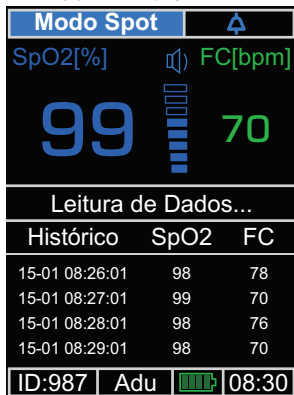 Modo Spot
SpO2[%] FC[bpm]
99 70
Leitura de Dados...
Histórico SpO2 FC
15-01 08:26:01 98 78
15-01 08:27:01 99 70
15-01 08:28:01 98 76
15-01 08:29:01 98 70
ID:987 Adu 08:30